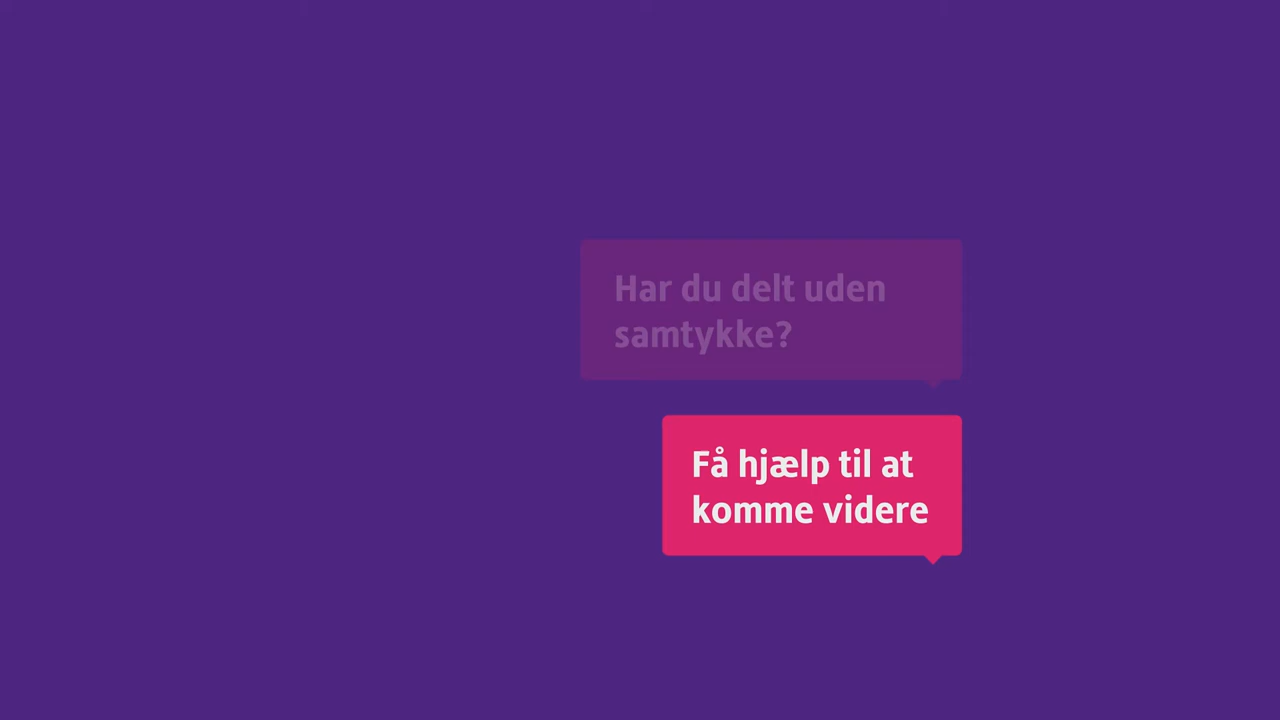 Har du delt uden
samtykke?
Få hjælp til at
komme videre